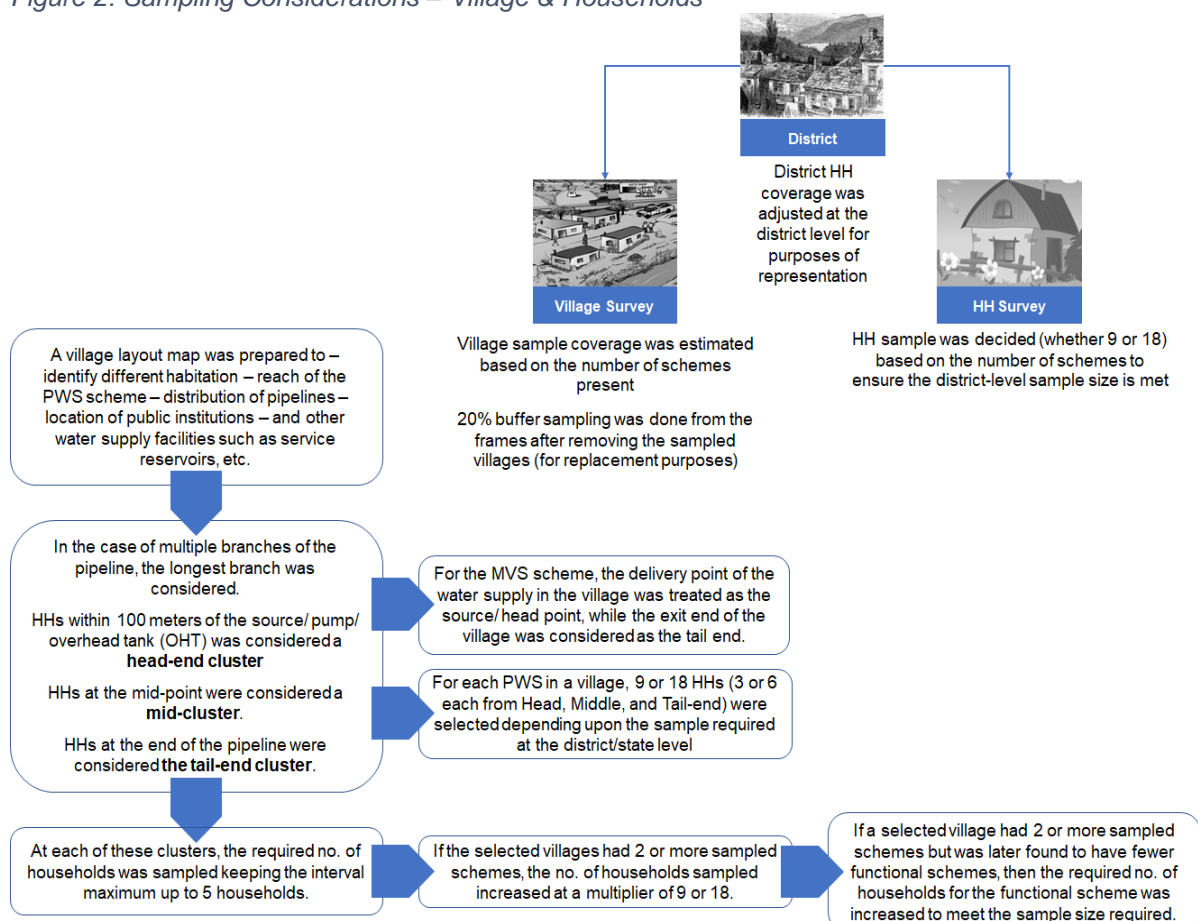 Figure 2: Sampling Considerations – Village & Households
District
District HH
coverage was
adjusted at the
district level for
purposes of
representation
Village Survey
Village sample coverage was estimated
based on the number of schemes
present
20% buffer sampling was done from the
frames after removing the sampled
villages (for replacement purposes)
HH Survey
HH sample was decided (whether 9 or 18)
based on the number of schemes to
ensure the district-level sample size is met
A village layout map was prepared to –
identify different habitation – reach of the
PWS scheme – distribution of pipelines –
location of public institutions – and other
water supply facilities such as service
reservoirs, etc.
In the case of multiple branches of the
pipeline, the longest branch was
considered.
HHs within 100 meters of the source/ pump/
overhead tank (OHT) was considered a
head-end cluster
HHs at the mid-point were considered a
mid-cluster.
HHs at the end of the pipeline were
considered the tail-end cluster.
For the MVS scheme, the delivery point of the
water supply in the village was treated as the
source/ head point, while the exit end of the
village was considered as the tail end.
For each PWS in a village, 9 or 18 HHs (3 or 6
each from Head, Middle, and Tail-end) were
selected depending upon the sample required
at the district/state level
At each of these clusters, the required no. of
households was sampled keeping the interval
maximum up to 5 households.
If the selected villages had 2 or more sampled
schemes, the no. of households sampled
increased at a multiplier of 9 or 18.
If a selected village had 2 or more sampled
schemes but was later found to have fewer
functional schemes, then the required no. of
households for the functional scheme was
increased to meet the sample size required.